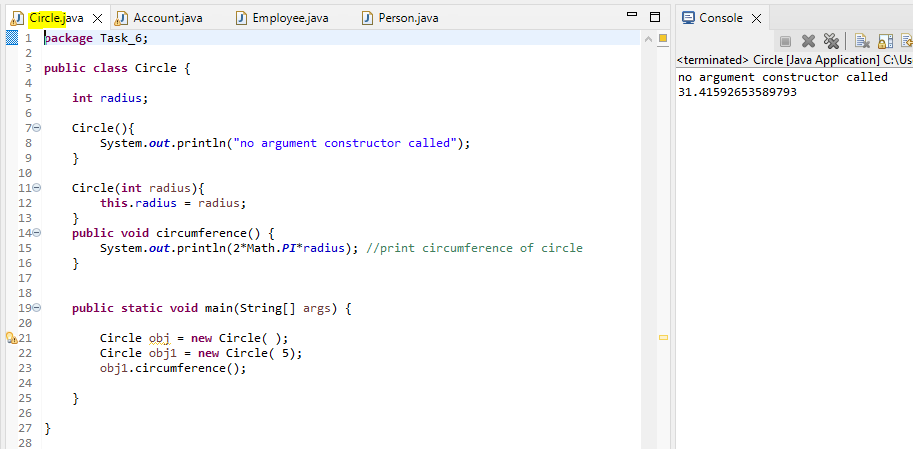 Circle.java Account.java Employee.java Person.java
1 package Task_6;
2
3 public class Circle {
4
5 int radius;
6
7 Circle(){
8 System.out.println("no argument constructor called");
9 }
10
11 Circle(int radius){
12 this.radius = radius;
13 }
14 public void circumference() {
15 System.out.println(2*Math.PI*radius); //print circumference of circle
16 }
17
18
19 public static void main(String[] args) {
20
21 Circle obj = new Circle( );
22 Circle obj1 = new Circle( 5);
23 obj1.circumference();
24
25 }
26
27 }
28
Console
<terminated> Circle [Java Application] C:\Use
no argument constructor called
31.41592653589793